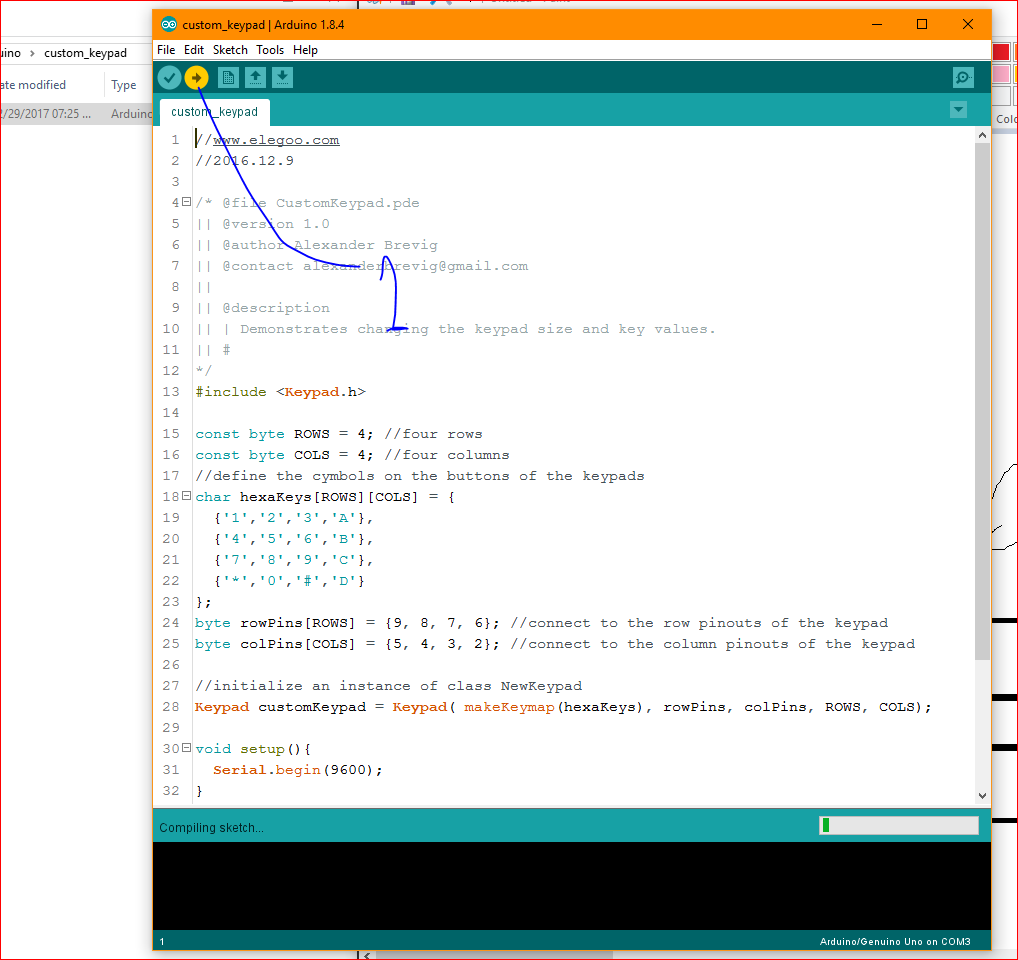 custom_keypad | Arduino 1.8.4
File Edit Sketch Tools Help
custom_keypad
uino > custom_keypad
ate modified Type
2/29/2017 07:25 ... Arduino
Colo
1 //www.elegoo.com
2 //2016.12.9
3
4 /* @file CustomKeypad.pde
5 || @version 1.0
6 || @author Alexander Brevig
7 || @contact alexanderbrevig@gmail.com
8 ||
9 || @description
10 || | Demonstrates changing the keypad size and key values.
11 || #
12 */
13 #include <Keypad.h>
14
15 const byte ROWS = 4; //four rows
16 const byte COLS = 4; //four columns
17 //define the cymbols on the buttons of the keypads
18 char hexaKeys[ROWS][COLS] = {
19 {'1','2','3','A'},
20 {'4','5','6','B'},
21 {'7','8','9','C'},
22 {'*','0','#','D'}
23 };
24 byte rowPins[ROWS] = {9, 8, 7, 6}; //connect to the row pinouts of the keypad
25 byte colPins[COLS] = {5, 4, 3, 2}; //connect to the column pinouts of the keypad
26
27 //initialize an instance of class NewKeypad
28 Keypad customKeypad = Keypad( makeKeymap(hexaKeys), rowPins, colPins, ROWS, COLS);
29
30 void setup(){
31 Serial.begin(9600);
32 }
1
Compiling sketch...
1 Arduino/Genuino Uno on COM3